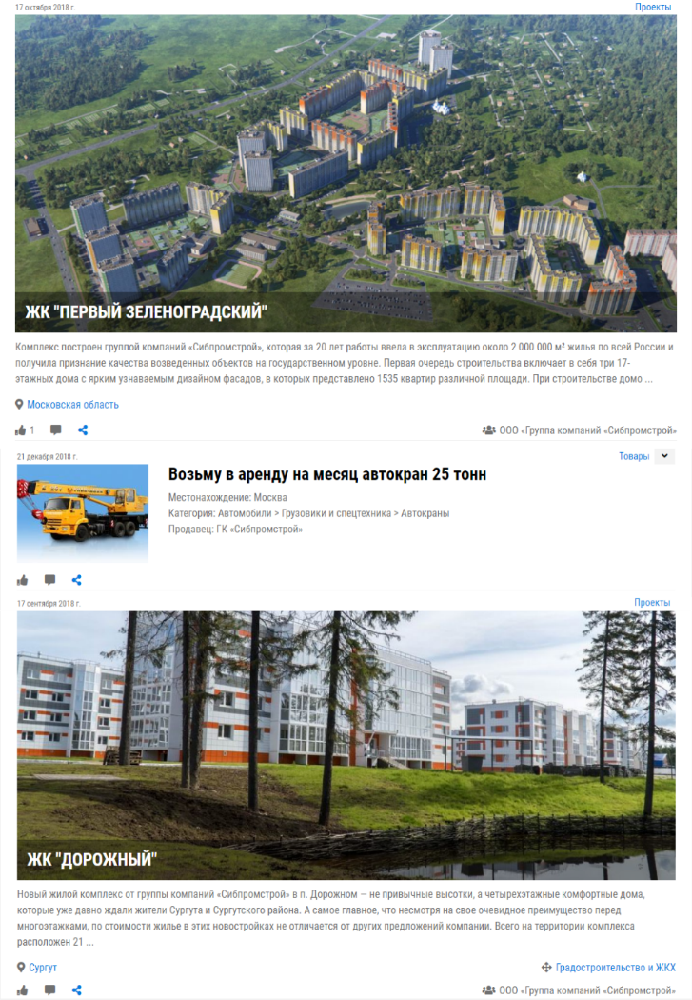 17 октября 2018 г.
Проекты
ЖК "ПЕРВЫЙ ЗЕЛЕНОГРАДСКИЙ"
Комплекс построен группой компаний «Сибпромстрой», которая за 20 лет работы ввела в эксплуатацию около 2 000 000 м² жилья по всей России и
получила признание качества возведенных объектов на государственном уровне. Первая очередь строительства включает в себя три 17-
этажных дома с ярким узнаваемым дизайном фасадов, в которых представлено 1535 квартир различной площади. При строительстве домо ...
Московская область
1
ООО «Группа компаний «Сибпромстрой»
21 декабря 2018 г.
Товары
Возьму в аренду на месяц автокран 25 тонн
Местонахождение: Москва
Категория: Автомобили > Грузовики и спецтехника > Автокраны
Продавец: ГК «Сибпромстрой»
17 сентября 2018 г.
Проекты
ЖК "ДОРОЖНЫЙ"
Новый жилой комплекс от группы компаний «Сибпромстрой» в п. Дорожном — не привычные высотки, а четырехэтажные комфортные дома,
которые уже давно ждали жители Сургута и Сургутского района. А самое главное, что несмотря на свое очевидное преимущество перед
многоэтажками, по стоимости жилье в этих новостройках не отличается от других предложений компании. Всего на территории комплекса
расположен 21 ...
Сургут
Градостроительство и ЖКХ
ООО «Группа компаний «Сибпромстрой»